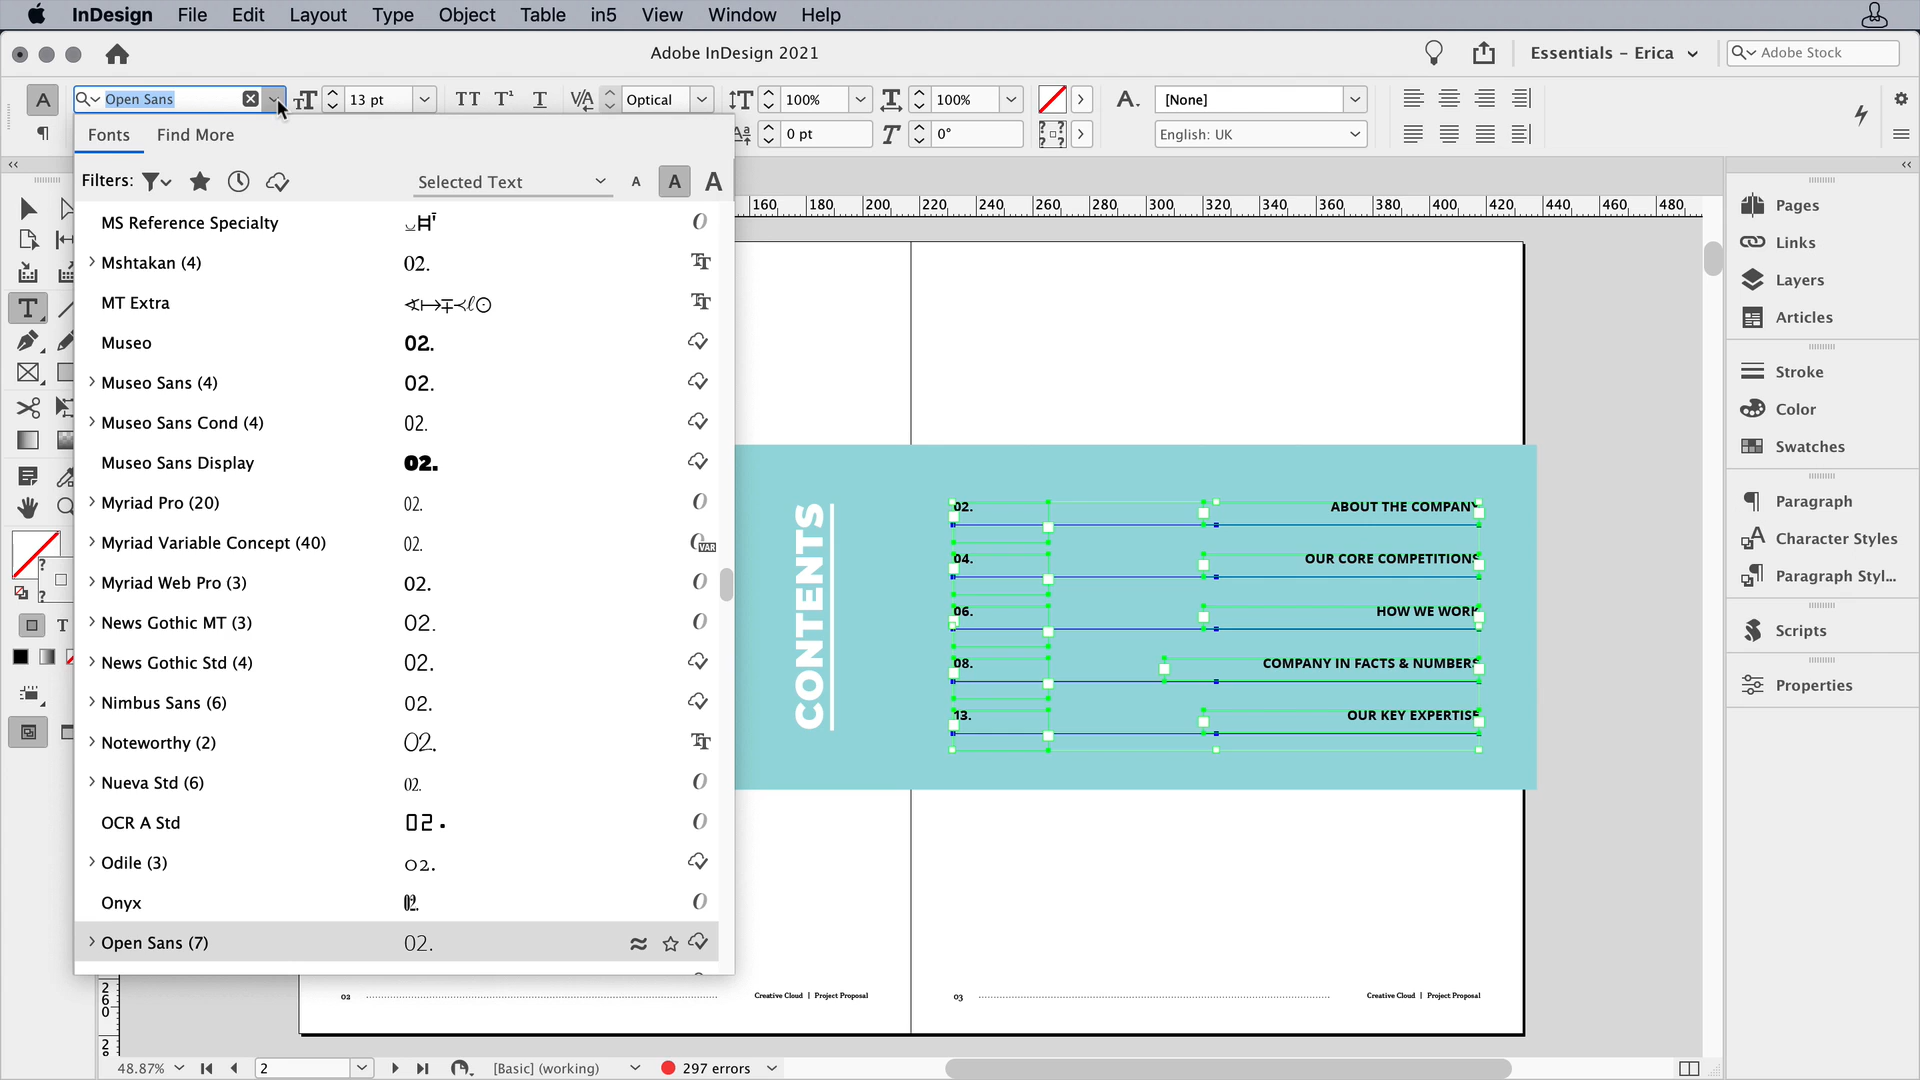 InDesign File Edit Layout Type Object Table in5 View Window Help
Adobe InDesign 2021
Essentials – Erica
Adobe Stock
Open Sans
13 pt
Optical
100%
100%
[None]
0 pt
0°
English: UK
Fonts Find More
Filters:
Selected Text
A A A
MS Reference Specialty
Mshtakan (4) 02.
MT Extra
Museo 02.
Museo Sans (4) 02.
Museo Sans Cond (4) 02.
Museo Sans Display 02.
Myriad Pro (20) 02.
Myriad Variable Concept (40) 02. VAR
Myriad Web Pro (3) 02.
News Gothic MT (3) 02.
News Gothic Std (4) 02.
Nimbus Sans (6) 02.
Noteworthy (2) 02.
Nueva Std (6) 02.
OCR A Std 02.
Odile (3) 02.
Onyx 02.
Open Sans (7) 02.
160 180 200 220 240 260 280 300 320 340 360 380 400 420 440 460 480
CONTENTS
02. ABOUT THE COMPANY
04. OUR CORE COMPETITIONS
06. HOW WE WORK
08. COMPANY IN FACTS & NUMBERS
13. OUR KEY EXPERTISE
02 Creative Cloud | Project Proposal
03 Creative Cloud | Project Proposal
Pages
Links
Layers
Articles
Stroke
Color
Swatches
Paragraph
Character Styles
Paragraph Styl...
Scripts
Properties
2
6
0
2
48.87%
2
[Basic] (working)
297 errors